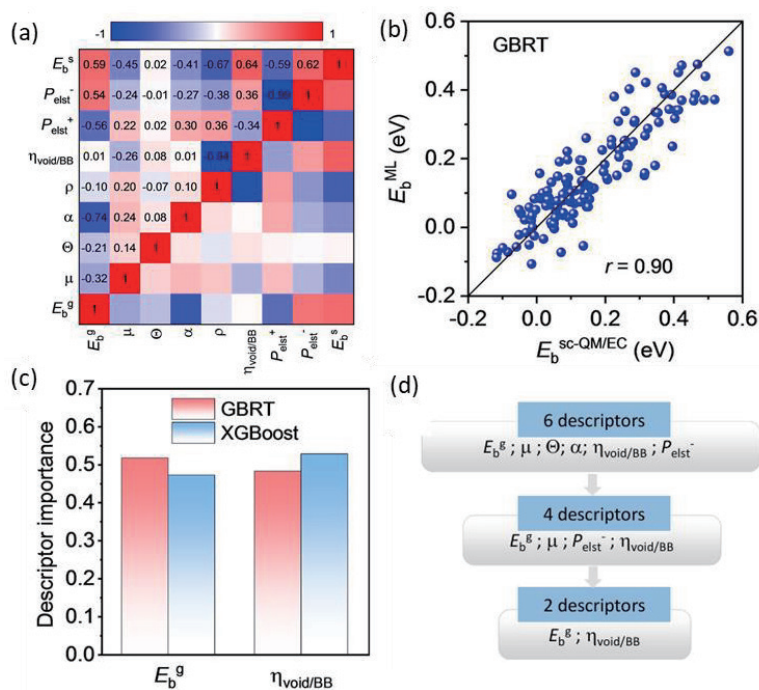 (a)
-1
1
E_b^s 0.59 -0.45 0.02 -0.41 -0.67 0.64 -0.59 0.62 1
P_elst^- 0.54 -0.24 -0.01 -0.27 -0.38 0.36 -0.99 1
P_elst^+ -0.56 0.22 0.02 0.30 0.36 -0.34 1
η_void/BB 0.01 -0.26 0.08 0.01 -0.94 1
ρ -0.10 0.20 -0.07 0.10 1
α -0.74 0.24 0.08 1
Θ -0.21 0.14 1
μ -0.32 1
E_b^g 1
E_b^g μ Θ α ρ η_void/BB P_elst^+ P_elst^- E_b^s
(b)
GBRT
E_b^ML (eV)
0.6
0.4
0.2
0.0
-0.2
r = 0.90
-0.2 0.0 0.2 0.4 0.6
E_b^sc-QM/EC (eV)
(c)
Descriptor importance
0.7
0.6
0.5
0.4
0.3
0.2
0.1
0.0
GBRT
XGBoost
E_b^g η_void/BB
(d)
6 descriptors
E_b^g ; μ ; Θ; α; η_void/BB ; P_elst^-
4 descriptors
E_b^g ; μ ; P_elst^- ; η_void/BB
2 descriptors
E_b^g ; η_void/BB